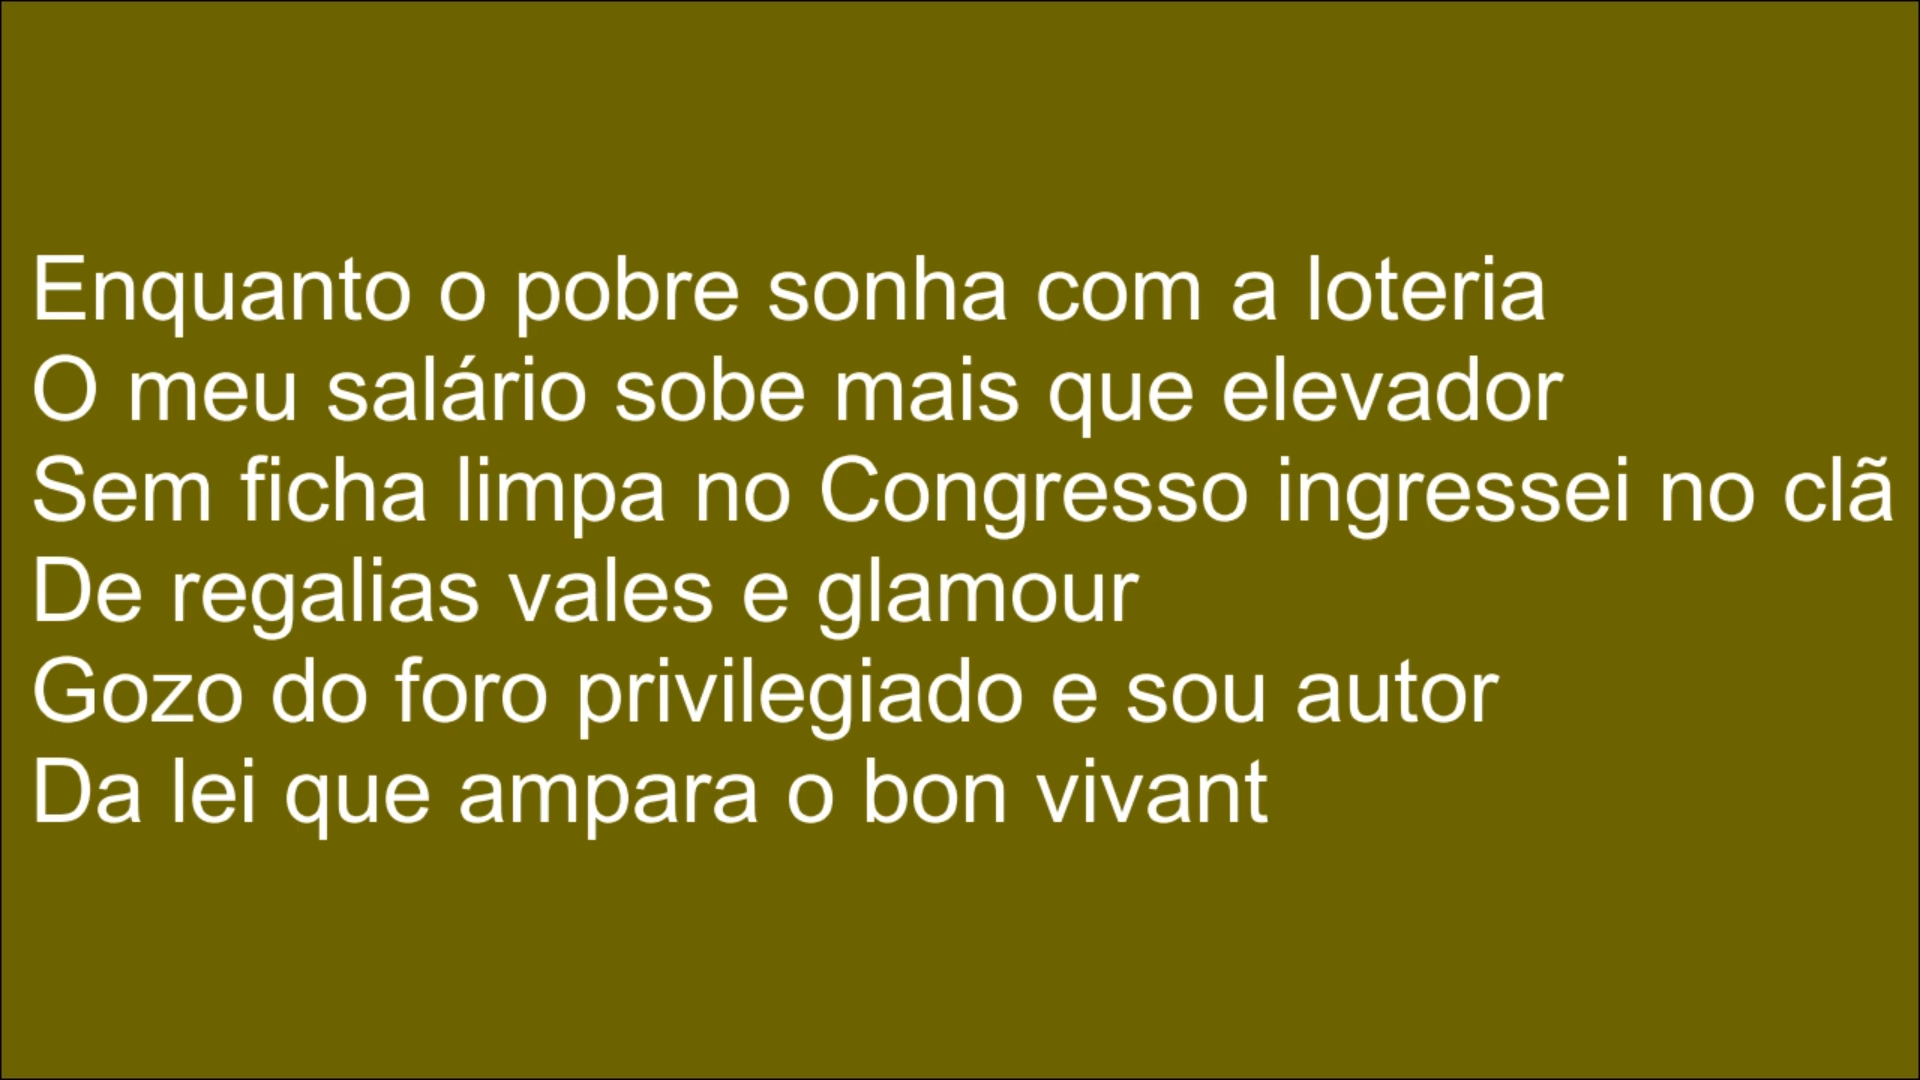 Enquanto o pobre sonha com a loteria
O meu salário sobe mais que elevador
Sem ficha limpa no Congresso ingressei no clã
De regalias vales e glamour
Gozo do foro privilegiado e sou autor
Da lei que ampara o bon vivant